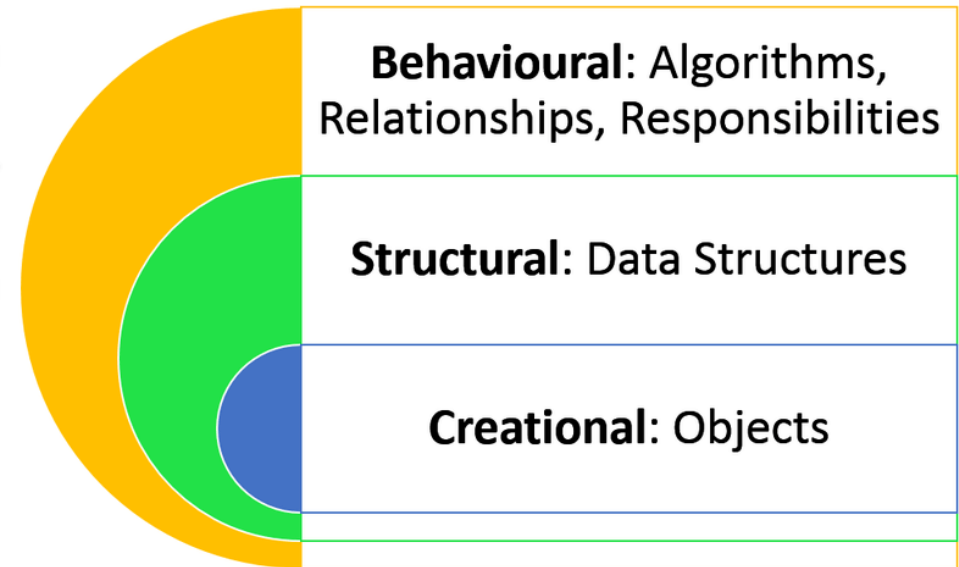 Behavioural: Algorithms,
Relationships, Responsibilities
Structural: Data Structures
Creational: Objects